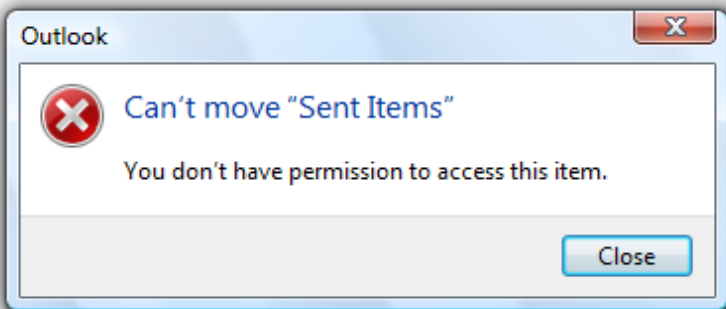 Outlook
Can't move “Sent Items”
You don't have permission to access this item.
Close